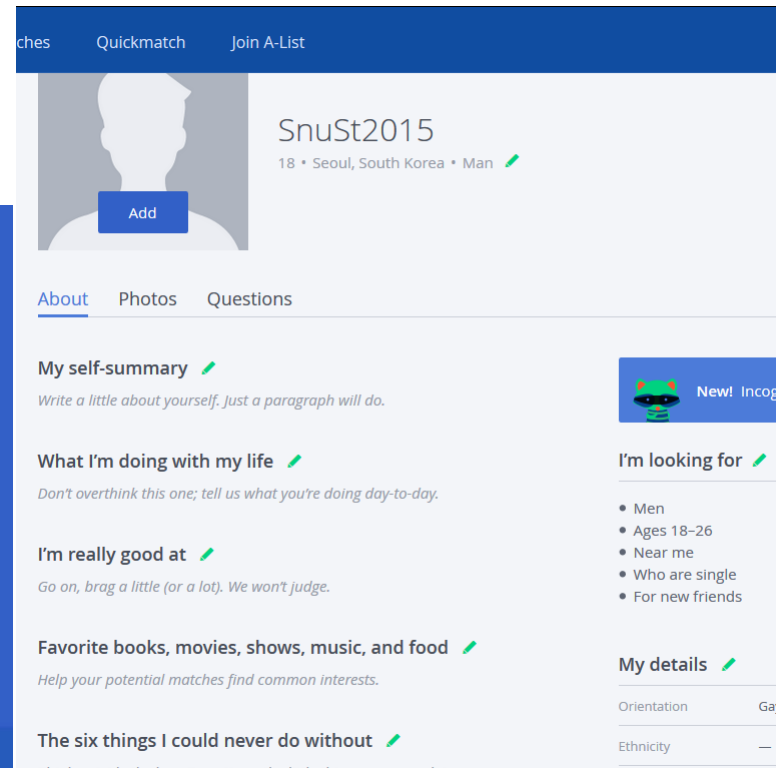 ches Quickmatch Join A-List
SnuSt2015
18 • Seoul, South Korea • Man
Add
About Photos Questions
My self-summary
Write a little about yourself. Just a paragraph will do.
What I'm doing with my life
Don't overthink this one; tell us what you're doing day-to-day.
I'm really good at
Go on, brag a little (or a lot). We won't judge.
Favorite books, movies, shows, music, and food
Help your potential matches find common interests.
The six things I could never do without
New! Incog
I'm looking for
• Men
• Ages 18–26
• Near me
• Who are single
• For new friends
My details
Orientation Gay
Ethnicity —